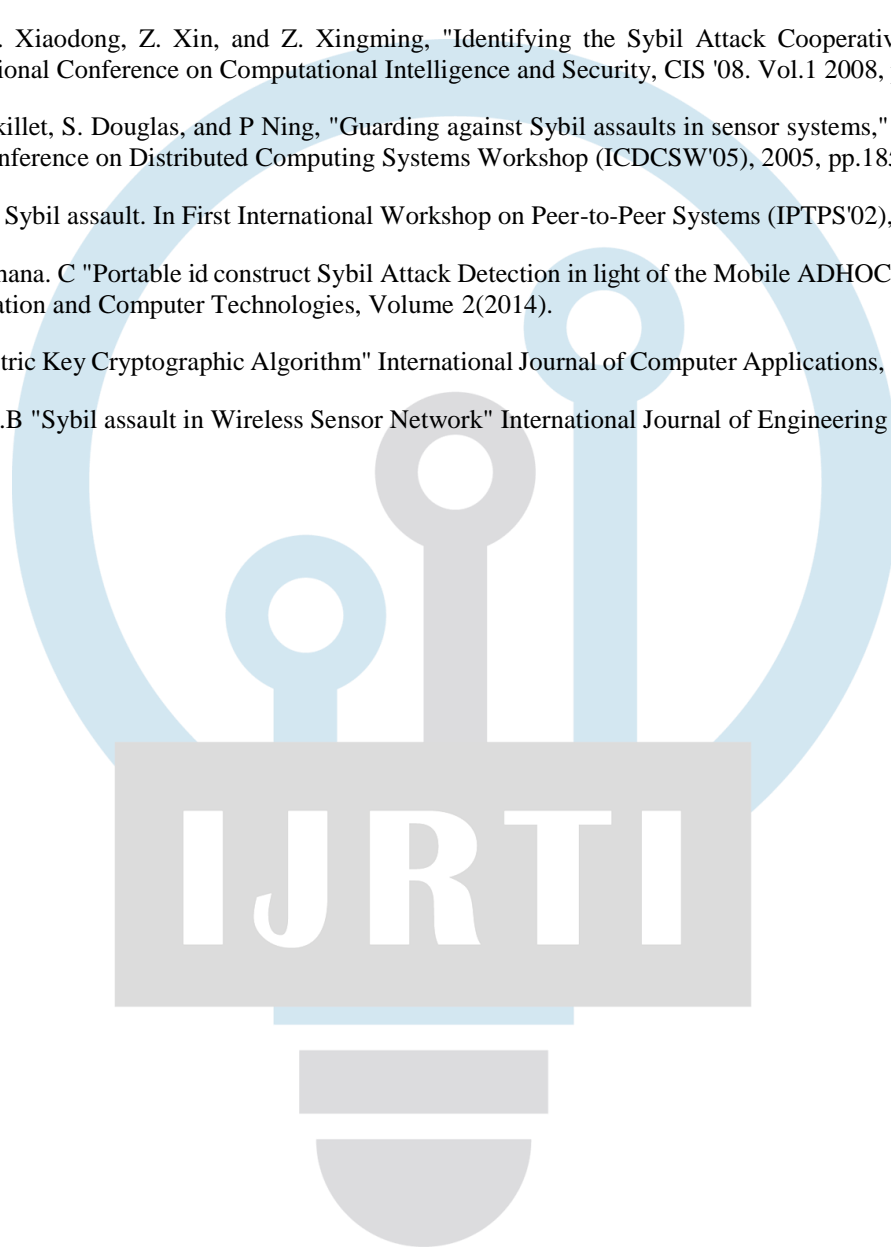 . Xiaodong, Z. Xin, and Z. Xingming, "Identifying the Sybil Attack Cooperativ
ional Conference on Computational Intelligence and Security, CIS '08. Vol.1 2008,
killet, S. Douglas, and P Ning, "Guarding against Sybil assaults in sensor systems,"
nference on Distributed Computing Systems Workshop (ICDCSW'05), 2005, pp.18
Sybil assault. In First International Workshop on Peer-to-Peer Systems (IPTPS'02),
hana. C "Portable id construct Sybil Attack Detection in light of the Mobile ADHOC
ation and Computer Technologies, Volume 2(2014).
tric Key Cryptographic Algorithm" International Journal of Computer Applications,
.B "Sybil assault in Wireless Sensor Network" International Journal of Engineering
IJRTI